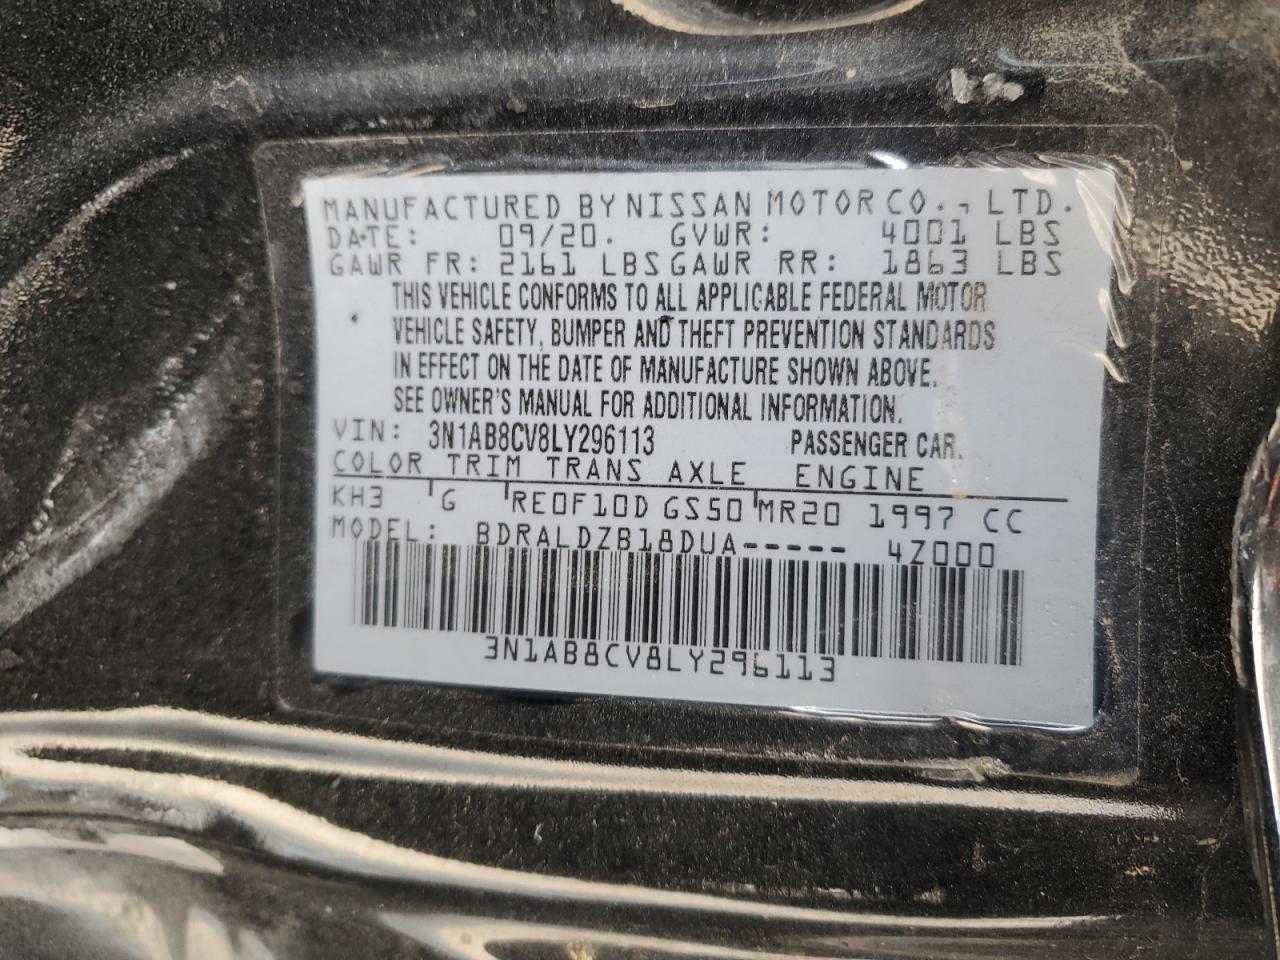 MANUFACTURED BY NISSAN MOTOR CO., LTD.
DATE: 09/20. GVWR: 4001 LBS
GAWR FR: 2161 LBS GAWR RR: 1863 LBS
THIS VEHICLE CONFORMS TO ALL APPLICABLE FEDERAL MOTOR
VEHICLE SAFETY, BUMPER AND THEFT PREVENTION STANDARDS
IN EFFECT ON THE DATE OF MANUFACTURE SHOWN ABOVE.
SEE OWNER'S MANUAL FOR ADDITIONAL INFORMATION.
VIN: 3N1AB8CV8LY296113 PASSENGER CAR.
COLOR TRIM TRANS AXLE ENGINE
KH3 G RE0F10D GS50 MR20 1997 CC
MODEL: BDRALDZB18DUA----- 4Z000
3N1AB8CV8LY296113